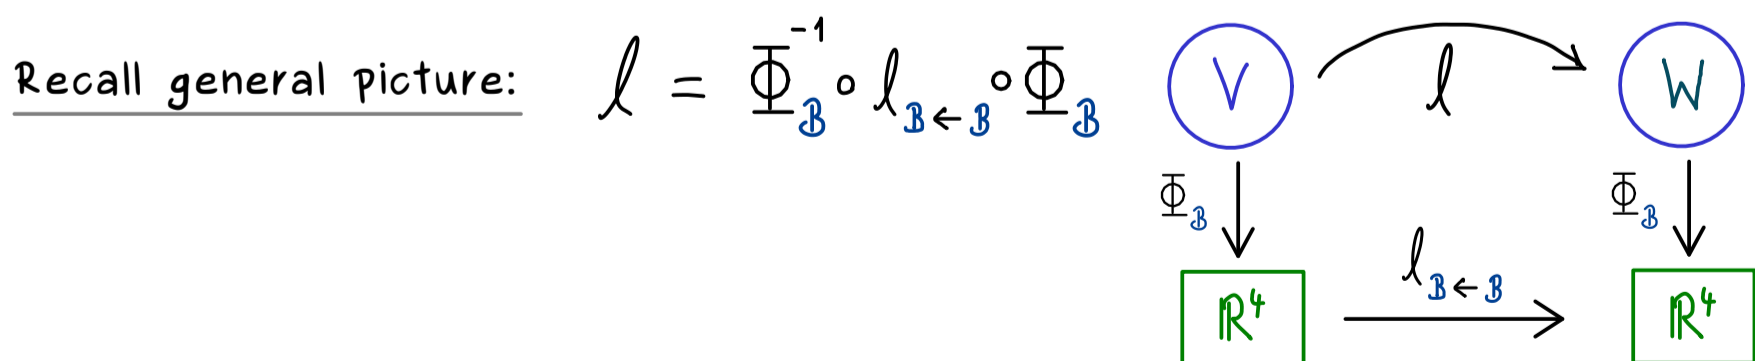 Recall general picture: ℓ = Φ_B⁻¹ ∘ ℓ_{B←B} ∘ Φ_B
V ℓ W
Φ_B Φ_B
ℓ_{B←B}
ℝ⁴ ℝ⁴